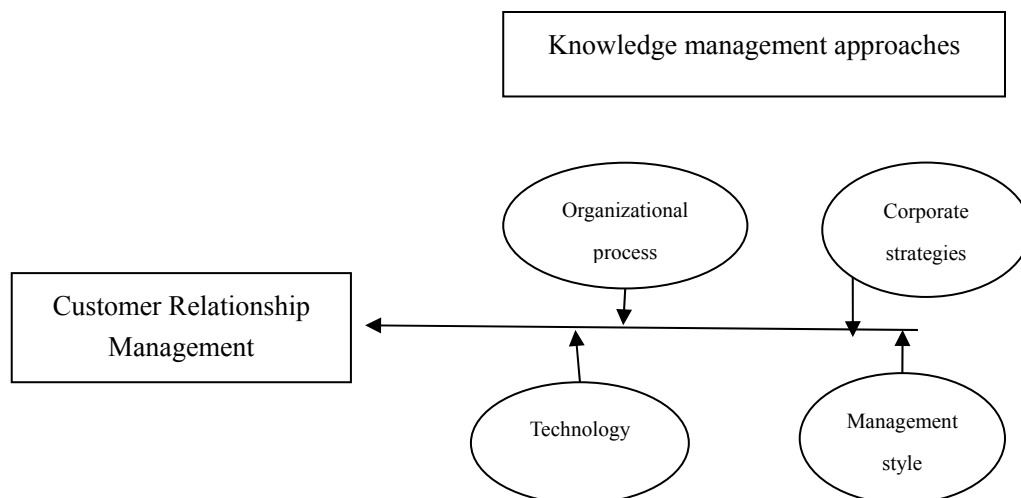 Knowledge management approaches
Organizational
process
Corporate
strategies
Customer Relationship
Management
Technology
Management
style